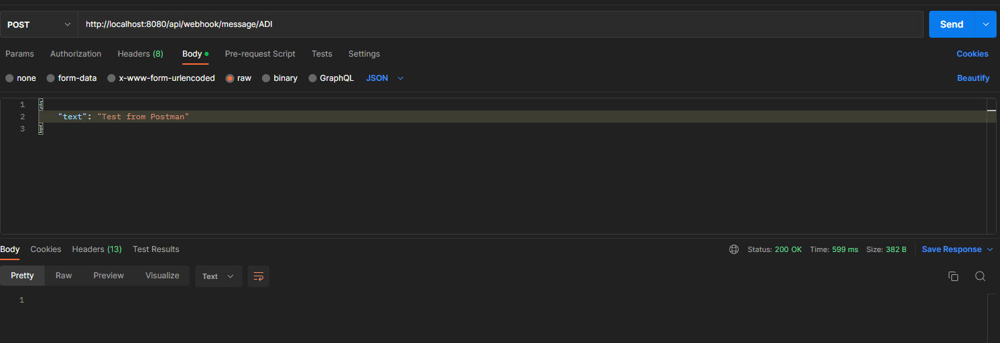 POST http://localhost:8080/api/webhook/message/ADI Send
Params Authorization Headers (8) Body Pre-request Script Tests Settings Cookies
none form-data x-www-form-urlencoded raw binary GraphQL JSON Beautify
1 {
2 "text": "Test from Postman"
3 }
Body Cookies Headers (13) Test Results Status: 200 OK Time: 599 ms Size: 382 B Save Response
Pretty Raw Preview Visualize Text
1